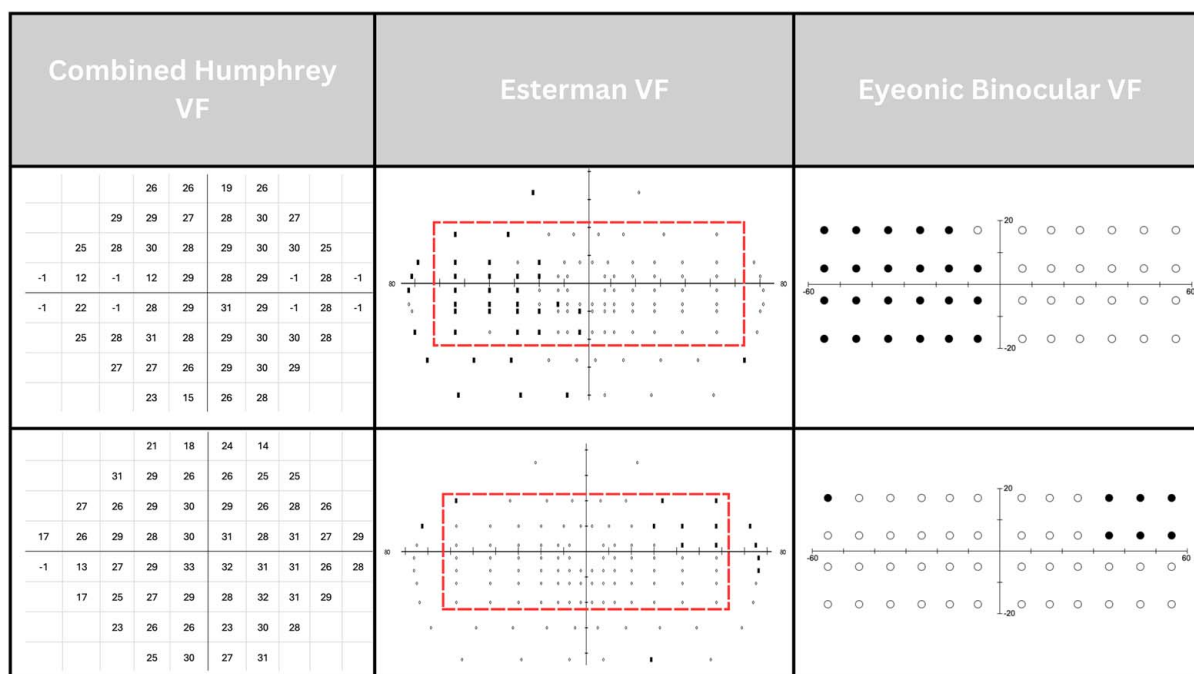 Combined Humphrey
VF
Esterman VF
Eyeonic Binocular VF
26 26 19 26
29 29 27 28 30 27
25 28 30 28 29 30 30 25
-1 12 -1 12 29 28 29 -1 28 -1
-1 22 -1 28 29 31 29 -1 28 -1
25 28 31 28 29 30 30 28
27 27 26 29 30 29
23 15 26 28
80 80
20
-60 60
-20
21 18 24 14
31 29 26 26 25 25
27 26 29 30 29 26 28 26
17 26 29 28 30 31 28 31 27 29
-1 13 27 29 33 32 31 31 26 28
17 25 27 29 28 32 31 29
23 26 26 23 30 28
25 30 27 31
80 80
20
-60 60
-20